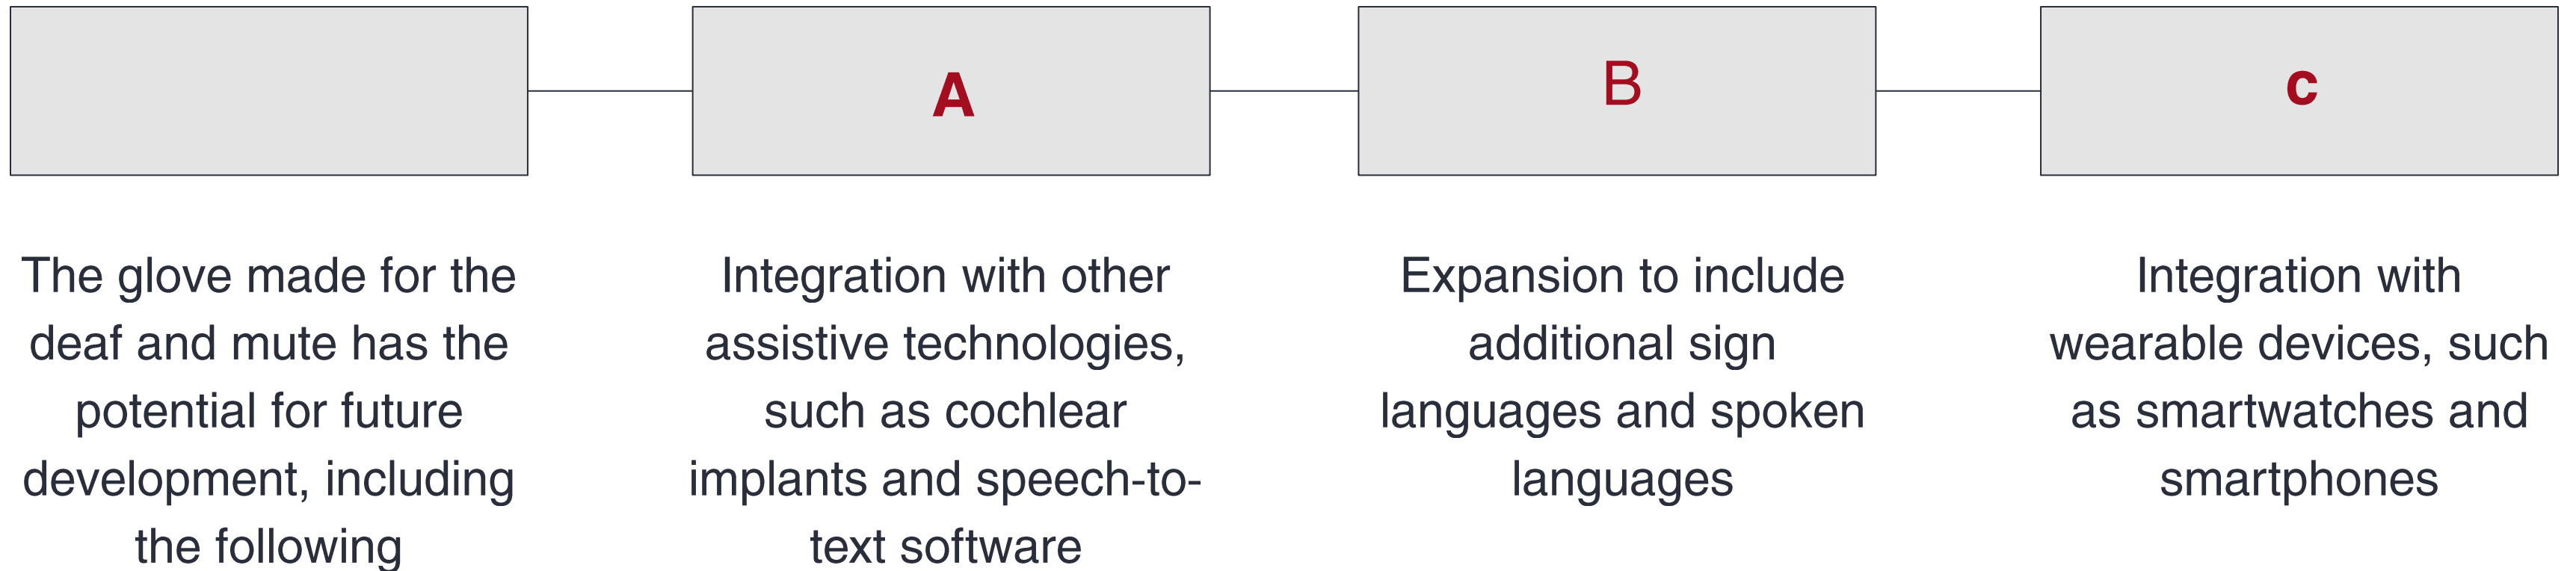 A
B
c
The glove made for the
deaf and mute has the
potential for future
development, including
the following
Integration with other
assistive technologies,
such as cochlear
implants and speech-to-
text software
Expansion to include
additional sign
languages and spoken
languages
Integration with
wearable devices, such
as smartwatches and
smartphones